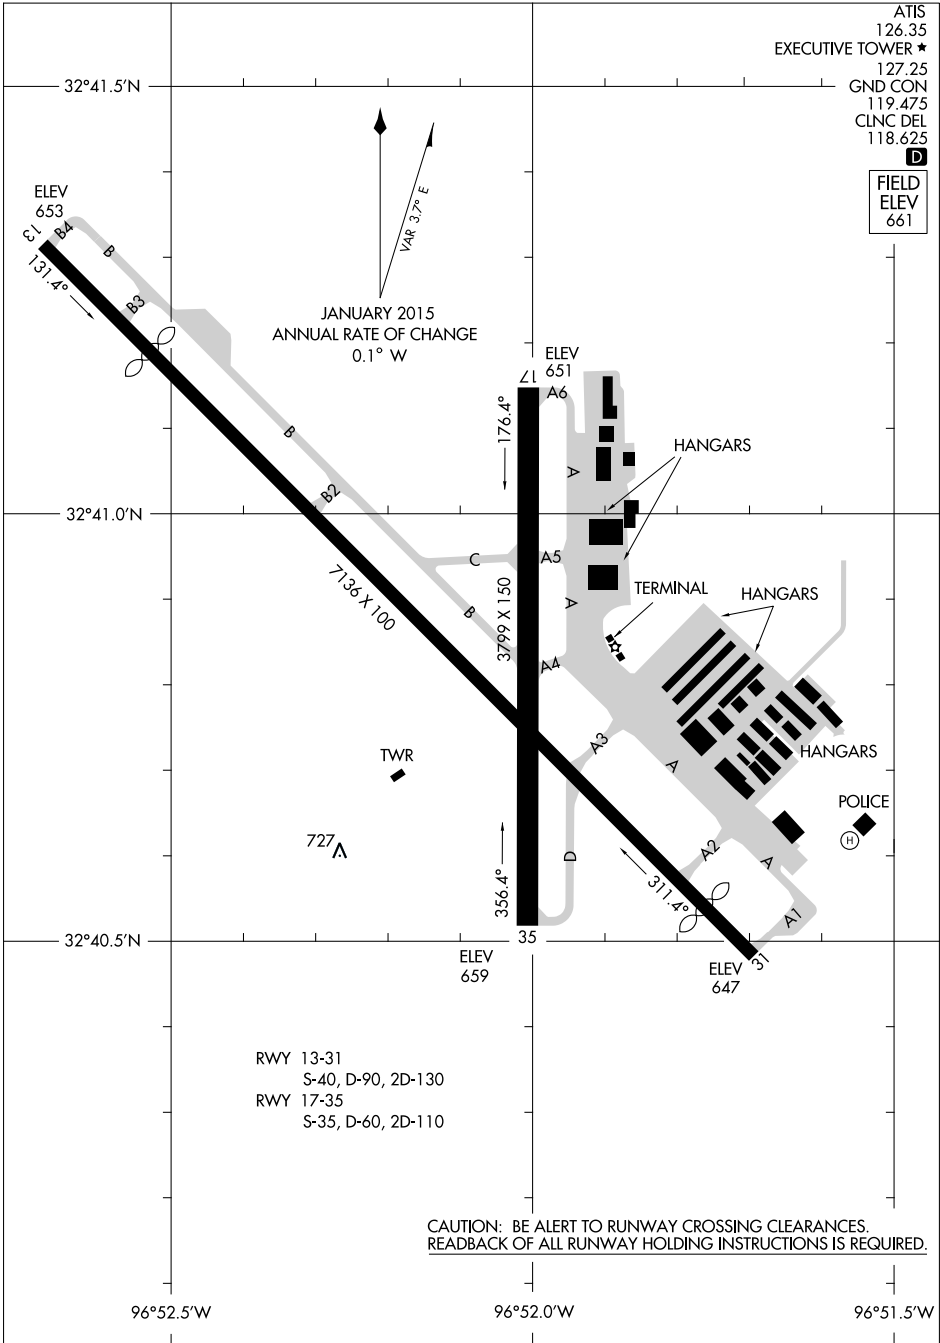 ATIS
126.35
EXECUTIVE TOWER ★
127.25
GND CON
119.475
CLNC DEL
118.625
D
FIELD
ELEV
661
32°41.5'N
VAR 3.7° E
JANUARY 2015
ANNUAL RATE OF CHANGE
0.1° W
ELEV
653
13
B4
B
131.4°
B3
B
B2
7136 X 100
B
C
ELEV
651
17
A6
176.4°
A
HANGARS
32°41.0'N
A5
3799 X 150
A
TERMINAL
HANGARS
A4
A3
A
HANGARS
TWR
727
POLICE
H
D
A2
A
356.4°
311.4°
A1
35
31
32°40.5'N
ELEV
659
ELEV
647
RWY 13-31
S-40, D-90, 2D-130
RWY 17-35
S-35, D-60, 2D-110
CAUTION: BE ALERT TO RUNWAY CROSSING CLEARANCES.
READBACK OF ALL RUNWAY HOLDING INSTRUCTIONS IS REQUIRED.
96°52.5'W
96°52.0'W
96°51.5'W